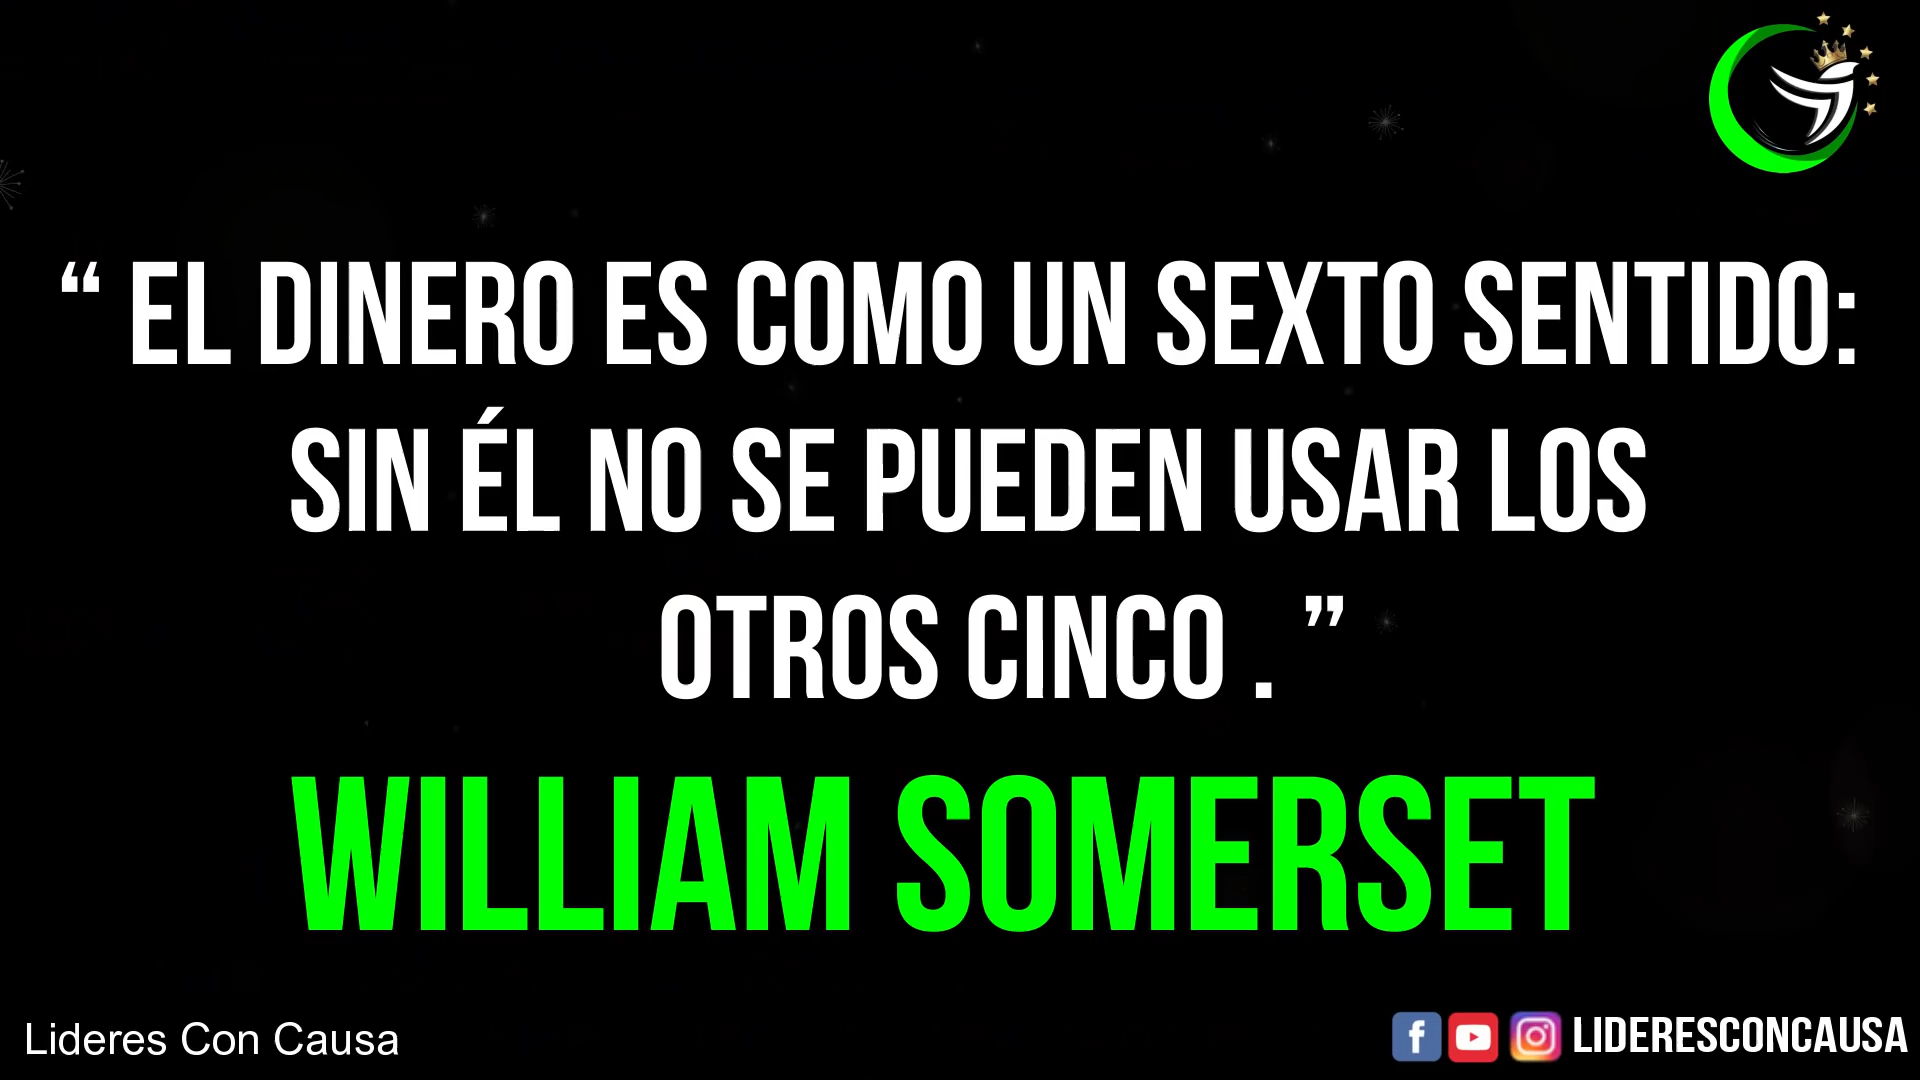 “ EL DINERO ES COMO UN SEXTO SENTIDO:
SIN ÉL NO SE PUEDEN USAR LOS
OTROS CINCO . ”
WILLIAM SOMERSET
Lideres Con Causa
LIDERESCONCAUSA